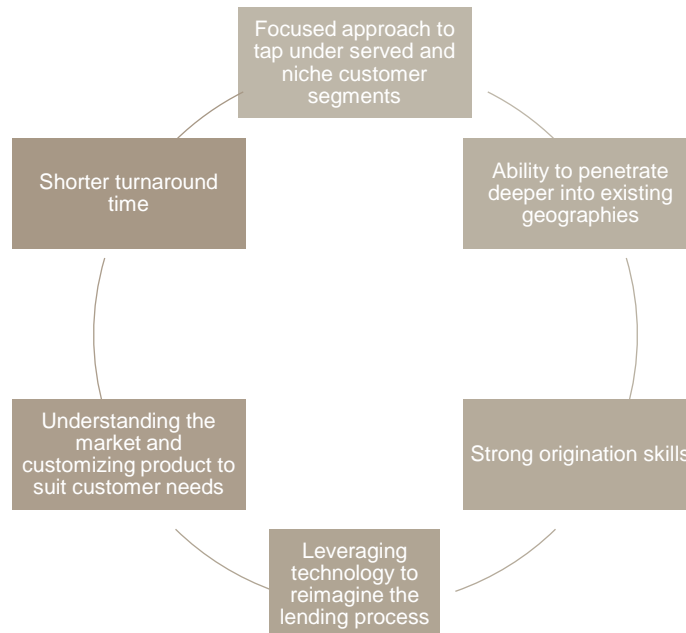 Focused approach to
tap under served and
niche customer
segments
Ability to penetrate
deeper into existing
geographies
Strong origination skills
Leveraging
technology to
reimagine the
lending process
Understanding the
market and
customizing product to
suit customer needs
Shorter turnaround
time